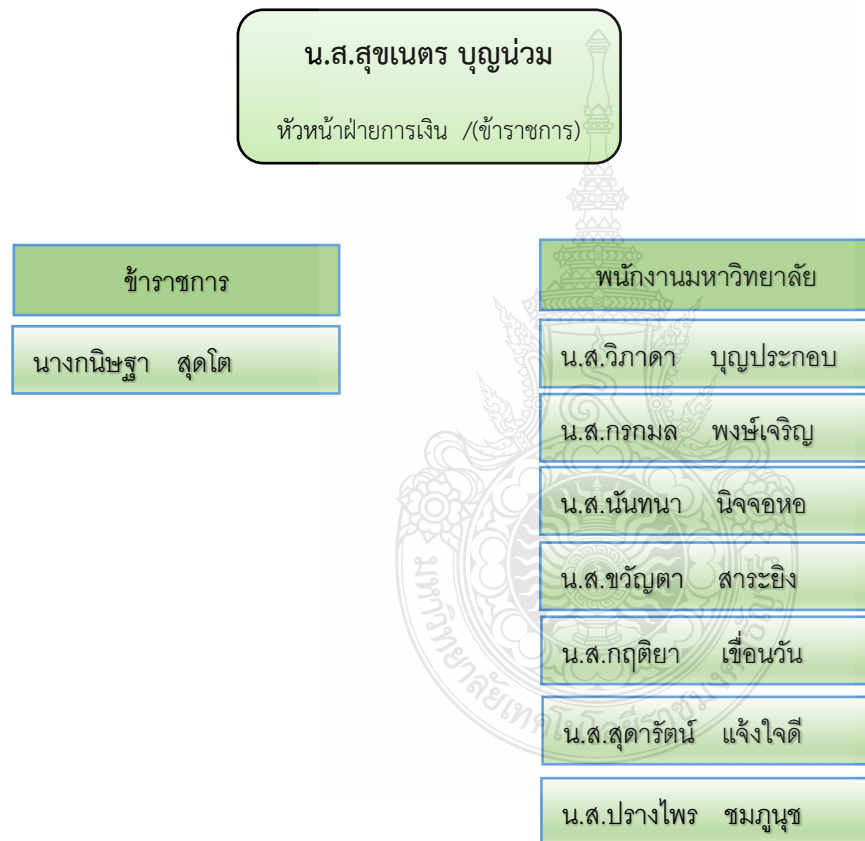 น.ส.สุขเนตร บุญน่วม
หัวหน้าฝ่ายการเงิน /(ข้าราชการ)
ข้าราชการ
นางกนิษฐา สุดโต
พนักงานมหาวิทยาลัย
น.ส.วิภาดา บุญประกอบ
น.ส.กรกมล พงษ์เจริญ
น.ส.นันทนา นิจจอหอ
น.ส.ขวัญตา สาระยิง
น.ส.กฤติยา เขื่อนวัน
น.ส.สุดารัตน์ แจ้งใจดี
น.ส.ปรางไพร ชมภูนุช